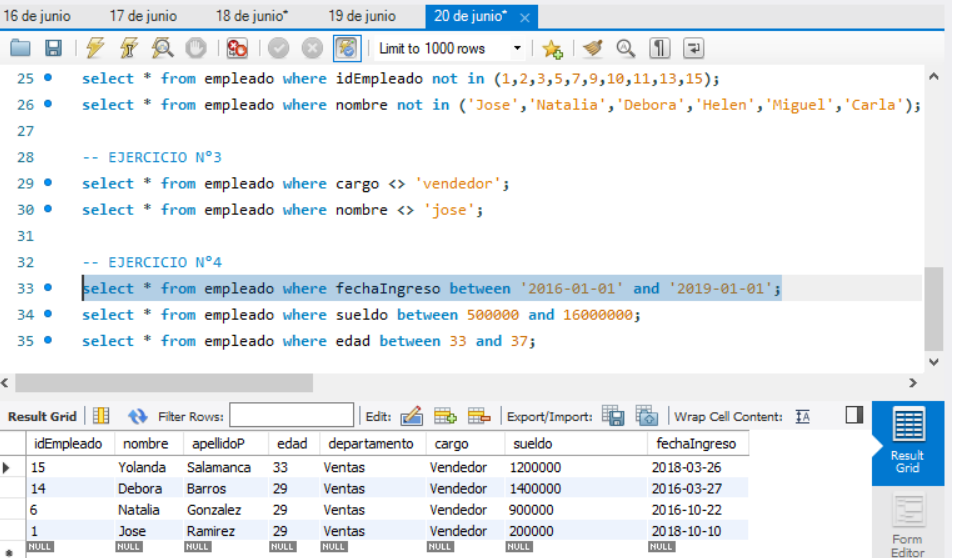 16 de junio 17 de junio 18 de junio* 19 de junio 20 de junio* ×
Limit to 1000 rows
25 select * from empleado where idEmpleado not in (1,2,3,5,7,9,10,11,13,15);
26 select * from empleado where nombre not in ('Jose','Natalia','Debora','Helen','Miguel','Carla');
27
28 -- EJERCICIO N°3
29 select * from empleado where cargo <> 'vendedor';
30 select * from empleado where nombre <> 'jose';
31
32 -- EJERCICIO N°4
33 select * from empleado where fechaIngreso between '2016-01-01' and '2019-01-01';
34 select * from empleado where sueldo between 500000 and 16000000;
35 select * from empleado where edad between 33 and 37;
Result Grid Filter Rows: Edit: Export/Import: Wrap Cell Content:
idEmpleado nombre apellidoP edad departamento cargo sueldo fechaIngreso
15 Yolanda Salamanca 33 Ventas Vendedor 1200000 2018-03-26
14 Debora Barros 29 Ventas Vendedor 1400000 2016-03-27
6 Natalia Gonzalez 29 Ventas Vendedor 900000 2016-10-22
1 Jose Ramirez 29 Ventas Vendedor 200000 2018-10-10
NULL NULL NULL NULL NULL NULL NULL NULL
Result
Grid
Form
Editor